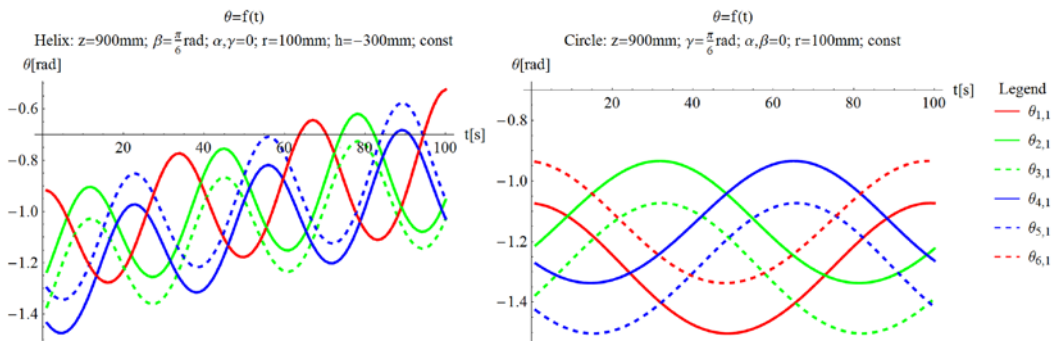 θ=f(t)
Helix: z=900mm; β=π/6rad; α,γ=0; r=100mm; h=−300mm; const
θ[rad]
−0.6
−0.8
−1.0
−1.2
−1.4
20
40
60
80
100
t[s]
θ=f(t)
Circle: z=900mm; γ=π/6rad; α,β=0; r=100mm; const
θ[rad]
−0.8
−1.0
−1.2
−1.4
20
40
60
80
100
t[s]
Legend
θ1,1
θ2,1
θ3,1
θ4,1
θ5,1
θ6,1